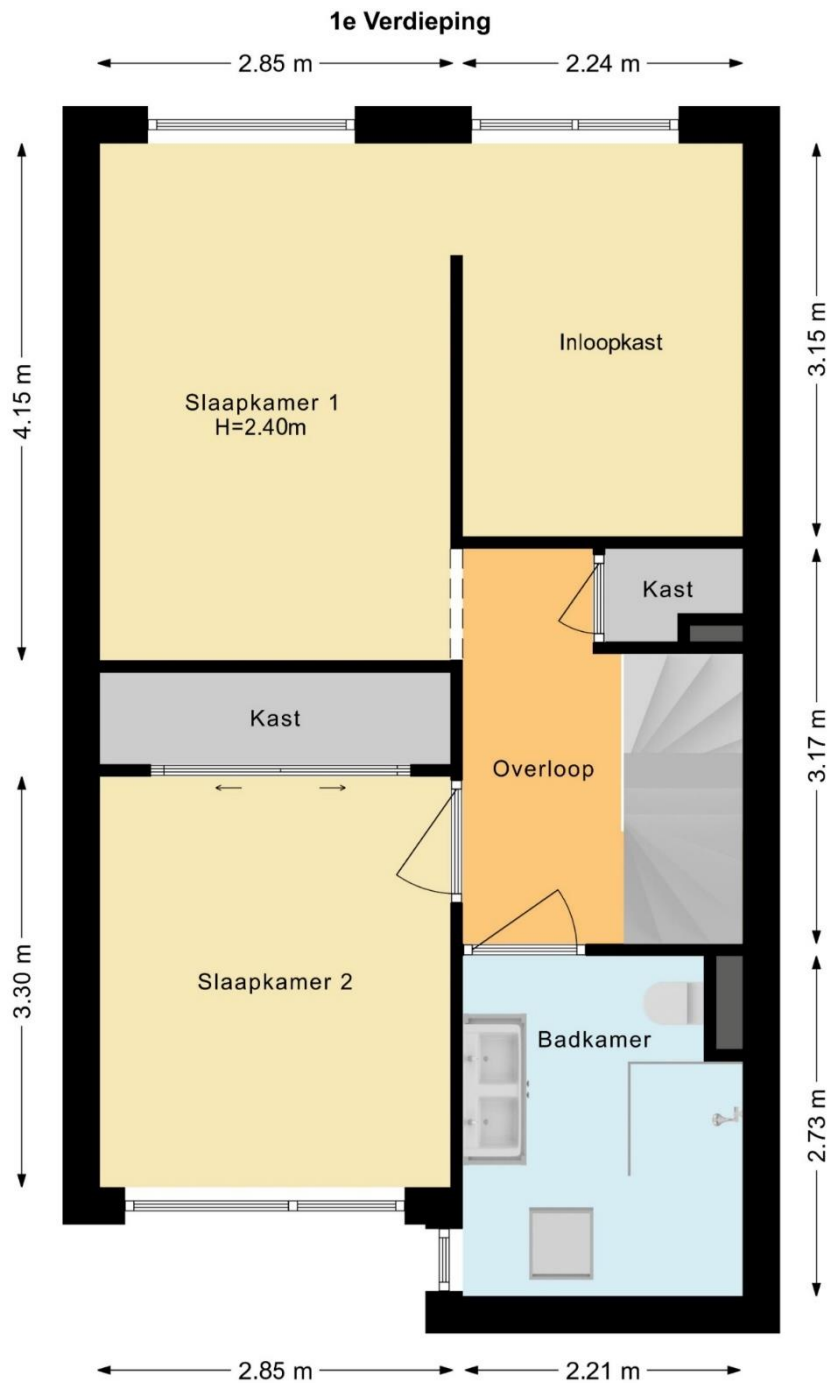 1e Verdieping
2.85 m
2.24 m
4.15 m
3.15 m
Inloopkast
Slaapkamer 1
H=2.40m
Kast
Kast
3.17 m
Overloop
3.30 m
Slaapkamer 2
Badkamer
2.73 m
2.85 m
2.21 m